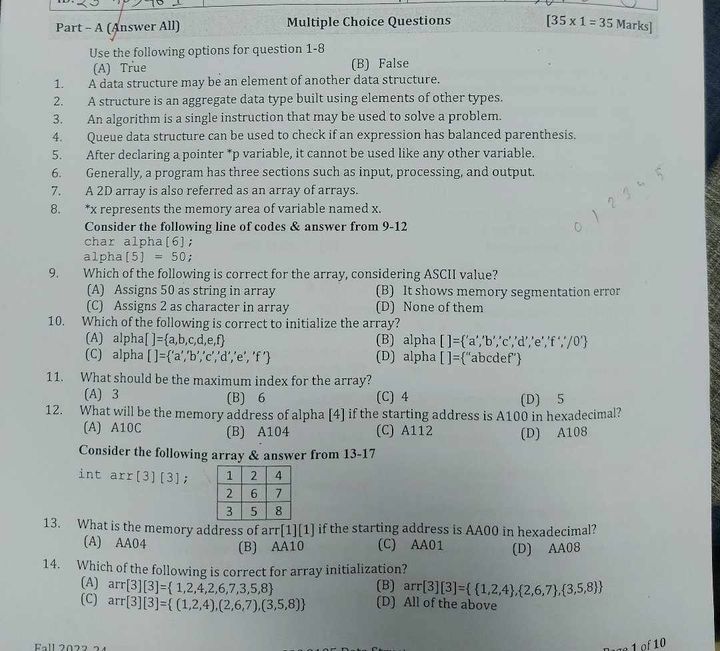 Part – A (Answer All) Multiple Choice Questions [35 x 1 = 35 Marks]
Use the following options for question 1-8
(A) True (B) False
1. A data structure may be an element of another data structure.
2. A structure is an aggregate data type built using elements of other types.
3. An algorithm is a single instruction that may be used to solve a problem.
4. Queue data structure can be used to check if an expression has balanced parenthesis.
5. After declaring a pointer *p variable, it cannot be used like any other variable.
6. Generally, a program has three sections such as input, processing, and output.
7. A 2D array is also referred as an array of arrays.
8. *x represents the memory area of variable named x.
0 1 2 3 4 5
Consider the following line of codes & answer from 9-12
char alpha[6];
alpha[5] = 50;
9. Which of the following is correct for the array, considering ASCII value?
(A) Assigns 50 as string in array (B) It shows memory segmentation error
(C) Assigns 2 as character in array (D) None of them
10. Which of the following is correct to initialize the array?
(A) alpha[ ]={a,b,c,d,e,f} (B) alpha [ ]={'a','b','c','d','e','f ','/0'}
(C) alpha [ ]={'a','b','c','d','e', 'f '} (D) alpha [ ]={"abcdef"}
11. What should be the maximum index for the array?
(A) 3 (B) 6 (C) 4 (D) 5
12. What will be the memory address of alpha [4] if the starting address is A100 in hexadecimal?
(A) A10C (B) A104 (C) A112 (D) A108
Consider the following array & answer from 13-17
int arr[3][3];
1 2 4
2 6 7
3 5 8
13. What is the memory address of arr[1][1] if the starting address is AA00 in hexadecimal?
(A) AA04 (B) AA10 (C) AA01 (D) AA08
14. Which of the following is correct for array initialization?
(A) arr[3][3]={ 1,2,4,2,6,7,3,5,8} (B) arr[3][3]={ {1,2,4},{2,6,7},{3,5,8}}
(C) arr[3][3]={ (1,2,4),(2,6,7),(3,5,8)} (D) All of the above
Page 1 of 10